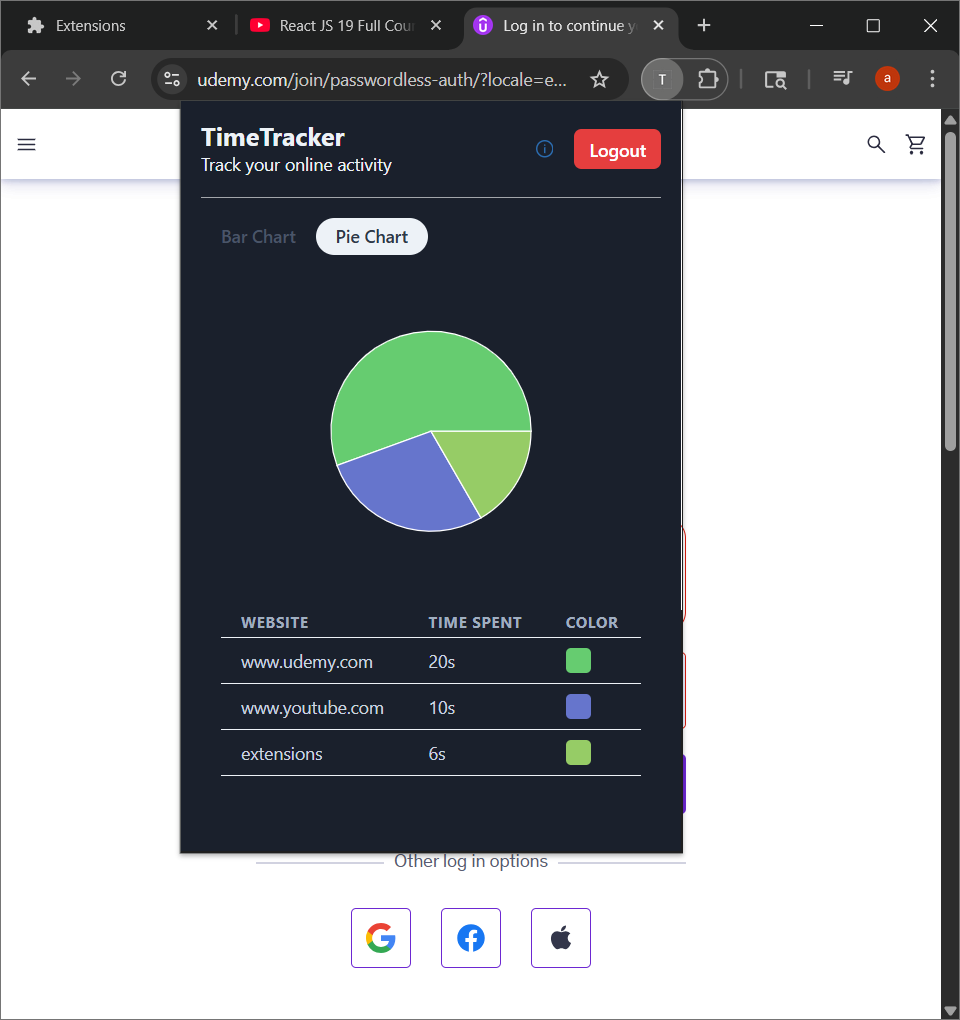 Extensions
React JS 19 Full Cou
Log in to continue y
udemy.com/join/passwordless-auth/?locale=e...
T
a
TimeTracker
Track your online activity
Logout
Bar Chart
Pie Chart
WEBSITE TIME SPENT COLOR
www.udemy.com 20s
www.youtube.com 10s
extensions 6s
Other log in options